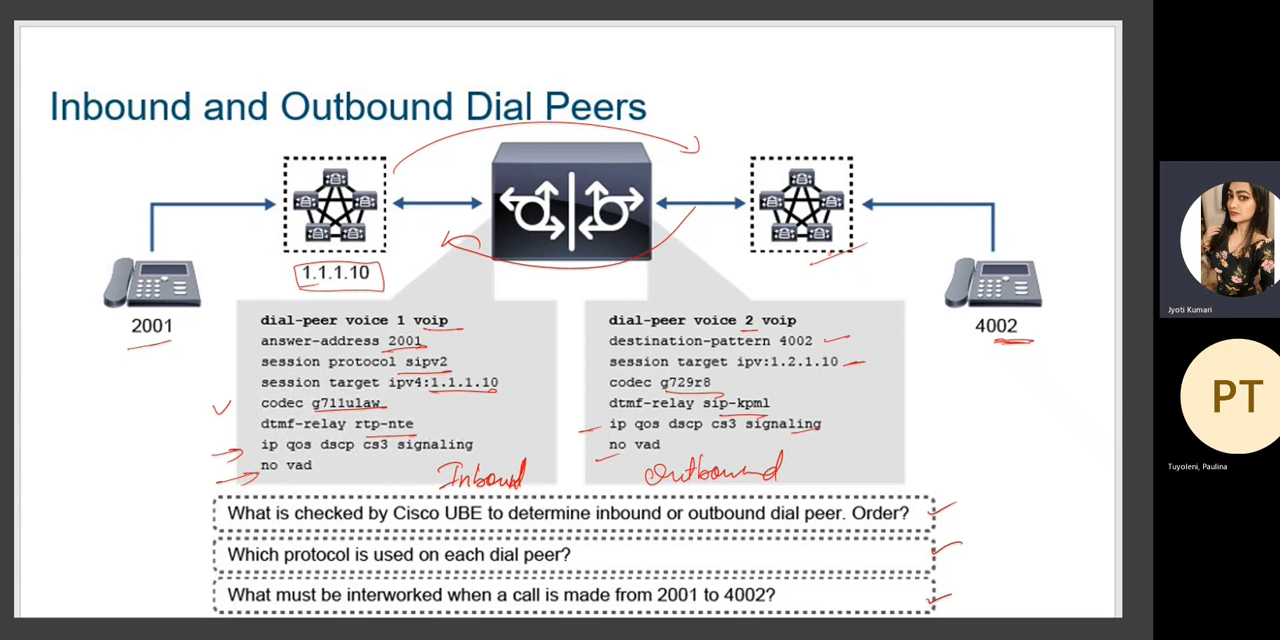 Inbound and Outbound Dial Peers
1.1.1.10
2001
4002
dial-peer voice 1 voip
answer-address 2001
session protocol sipv2
session target ipv4:1.1.1.10
codec g711ulaw
dtmf-relay rtp-nte
ip qos dscp cs3 signaling
no vad
Inbound
dial-peer voice 2 voip
destination-pattern 4002
session target ipv:1.2.1.10
codec g729r8
dtmf-relay sip-kpml
ip qos dscp cs3 signaling
no vad
Outbound
What is checked by Cisco UBE to determine inbound or outbound dial peer. Order?
Which protocol is used on each dial peer?
What must be interworked when a call is made from 2001 to 4002?
Jyoti Kumari
PT
Tuyoleni, Paulina